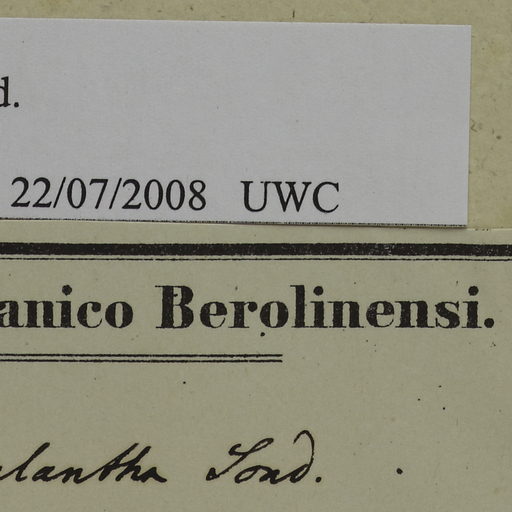 d.
22/07/2008 UWC
anico Berolinensi.
lantha Sond.